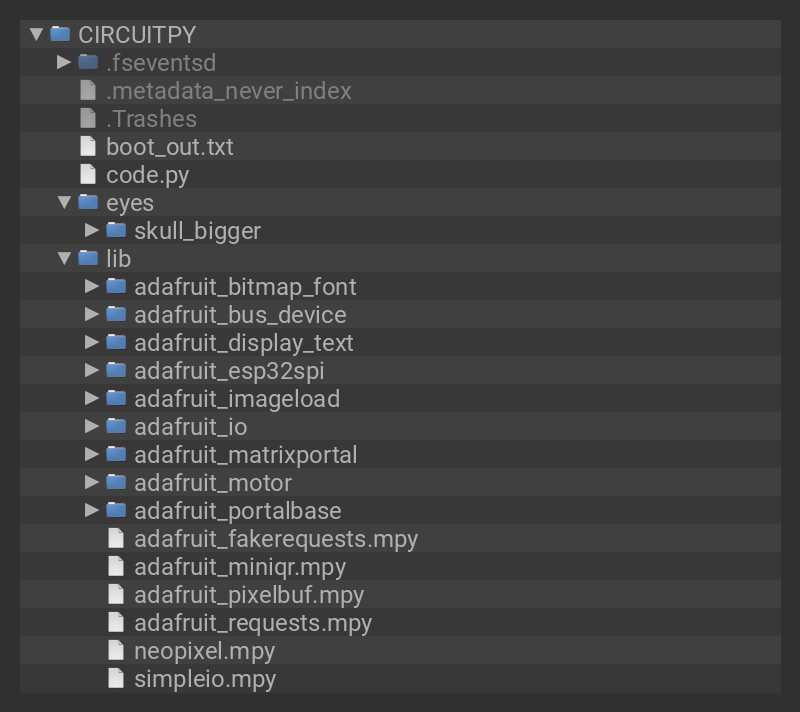 CIRCUITPY
.fseventsd
.metadata_never_index
.Trashes
boot_out.txt
code.py
eyes
skull_bigger
lib
adafruit_bitmap_font
adafruit_bus_device
adafruit_display_text
adafruit_esp32spi
adafruit_imageload
adafruit_io
adafruit_matrixportal
adafruit_motor
adafruit_portalbase
adafruit_fakerequests.mpy
adafruit_miniqr.mpy
adafruit_pixelbuf.mpy
adafruit_requests.mpy
neopixel.mpy
simpleio.mpy